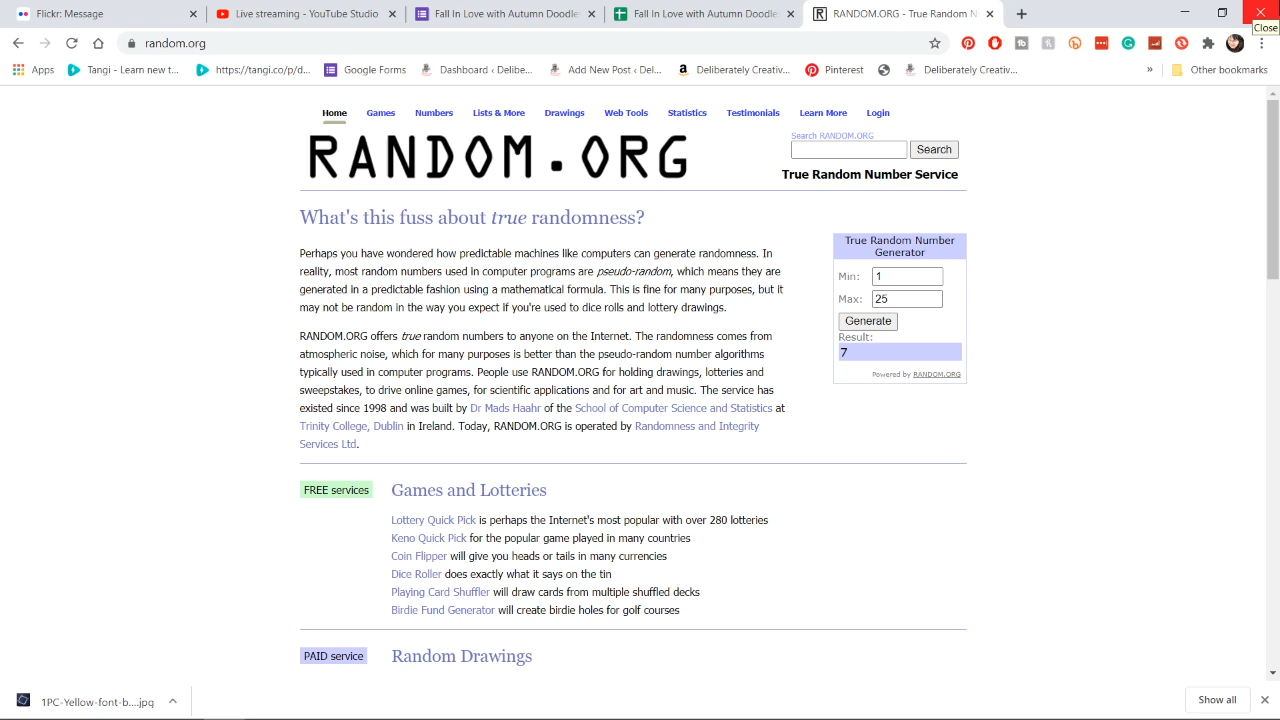 Flickr: Message
Live streaming - YouTube Studio
Fall In Love with Autumn Doodles
Fall In Love with Autumn Doodles
RANDOM.ORG - True Random N
Close
random.org
Apps
Tangi - Learn new t...
https://tangi.co/p/d...
Google Forms
Dashboard ‹ Delibe...
Add New Post ‹ Del...
Deliberately Creativ...
Pinterest
Deliberately Creativ...
»
Other bookmarks
Home
Games
Numbers
Lists & More
Drawings
Web Tools
Statistics
Testimonials
Learn More
Login
RANDOM.ORG
Search RANDOM.ORG
Search
True Random Number Service
What's this fuss about true randomness?
Perhaps you have wondered how predictable machines like computers can generate randomness. In
reality, most random numbers used in computer programs are pseudo-random, which means they are
generated in a predictable fashion using a mathematical formula. This is fine for many purposes, but it
may not be random in the way you expect if you're used to dice rolls and lottery drawings.
RANDOM.ORG offers true random numbers to anyone on the Internet. The randomness comes from
atmospheric noise, which for many purposes is better than the pseudo-random number algorithms
typically used in computer programs. People use RANDOM.ORG for holding drawings, lotteries and
sweepstakes, to drive online games, for scientific applications and for art and music. The service has
existed since 1998 and was built by Dr Mads Haahr of the School of Computer Science and Statistics at
Trinity College, Dublin in Ireland. Today, RANDOM.ORG is operated by Randomness and Integrity
Services Ltd.
True Random Number
Generator
Min: 1
Max: 25
Generate
Result:
7
Powered by RANDOM.ORG
FREE services
Games and Lotteries
Lottery Quick Pick is perhaps the Internet's most popular with over 280 lotteries
Keno Quick Pick for the popular game played in many countries
Coin Flipper will give you heads or tails in many currencies
Dice Roller does exactly what it says on the tin
Playing Card Shuffler will draw cards from multiple shuffled decks
Birdie Fund Generator will create birdie holes for golf courses
PAID service
Random Drawings
1PC-Yellow-font-b....jpg
Show all